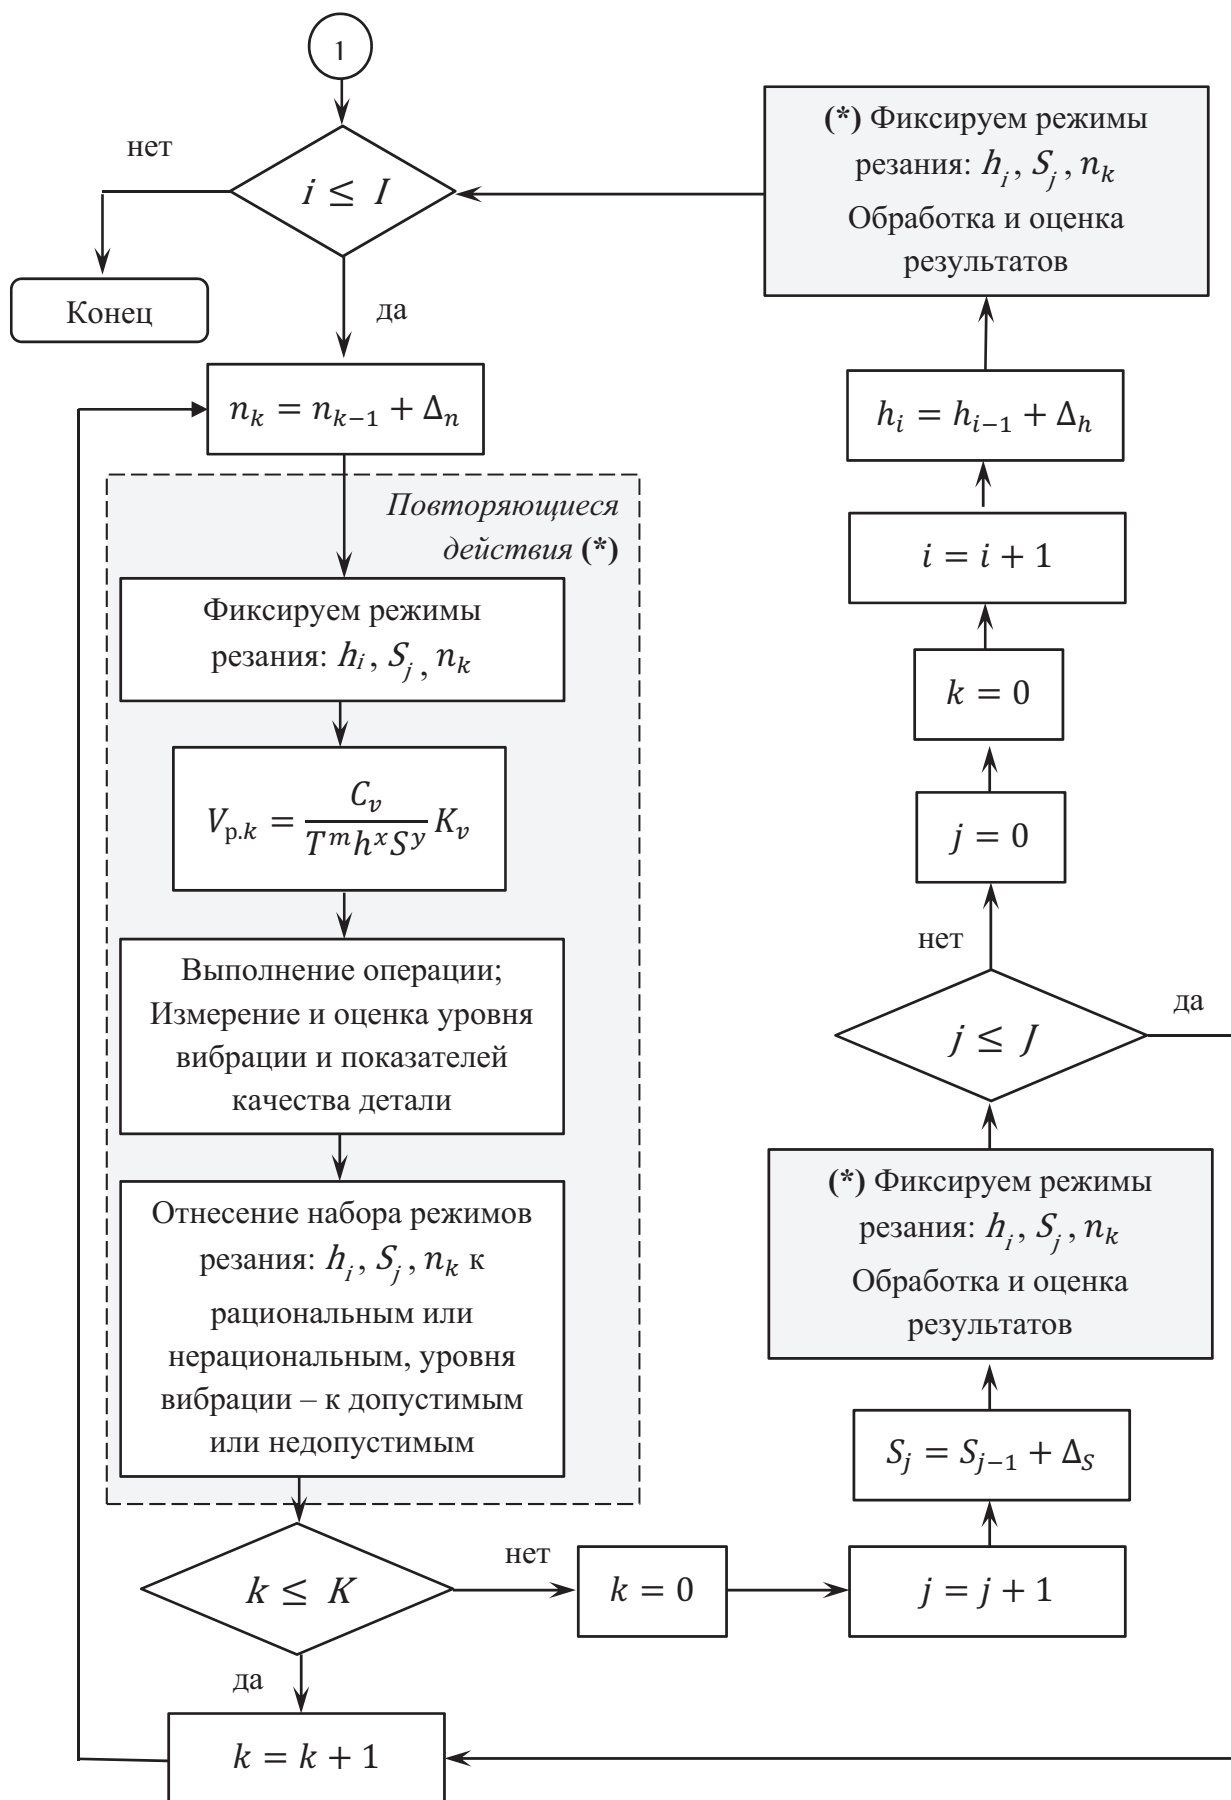 1
нет
i ≤ I
Конец
да
n_k = n_{k−1} + Δ_n
Повторяющиеся
действия (*)
Фиксируем режимы
резания: h_i, S_j, n_k
V_{р.k} = \frac{C_v}{T^m h^x S^y} K_v
Выполнение операции;
Измерение и оценка уровня
вибрации и показателей
качества детали
Отнесение набора режимов
резания: h_i, S_j, n_k к
рациональным или
нерациональным, уровня
вибрации – к допустимым
или недопустимым
k ≤ K
нет
да
k = k + 1
k = 0
j = j + 1
S_j = S_{j−1} + Δ_S
(*) Фиксируем режимы
резания: h_i, S_j, n_k
Обработка и оценка
результатов
j ≤ J
да
нет
j = 0
k = 0
i = i + 1
h_i = h_{i−1} + Δ_h
(*) Фиксируем режимы
резания: h_i, S_j, n_k
Обработка и оценка
результатов